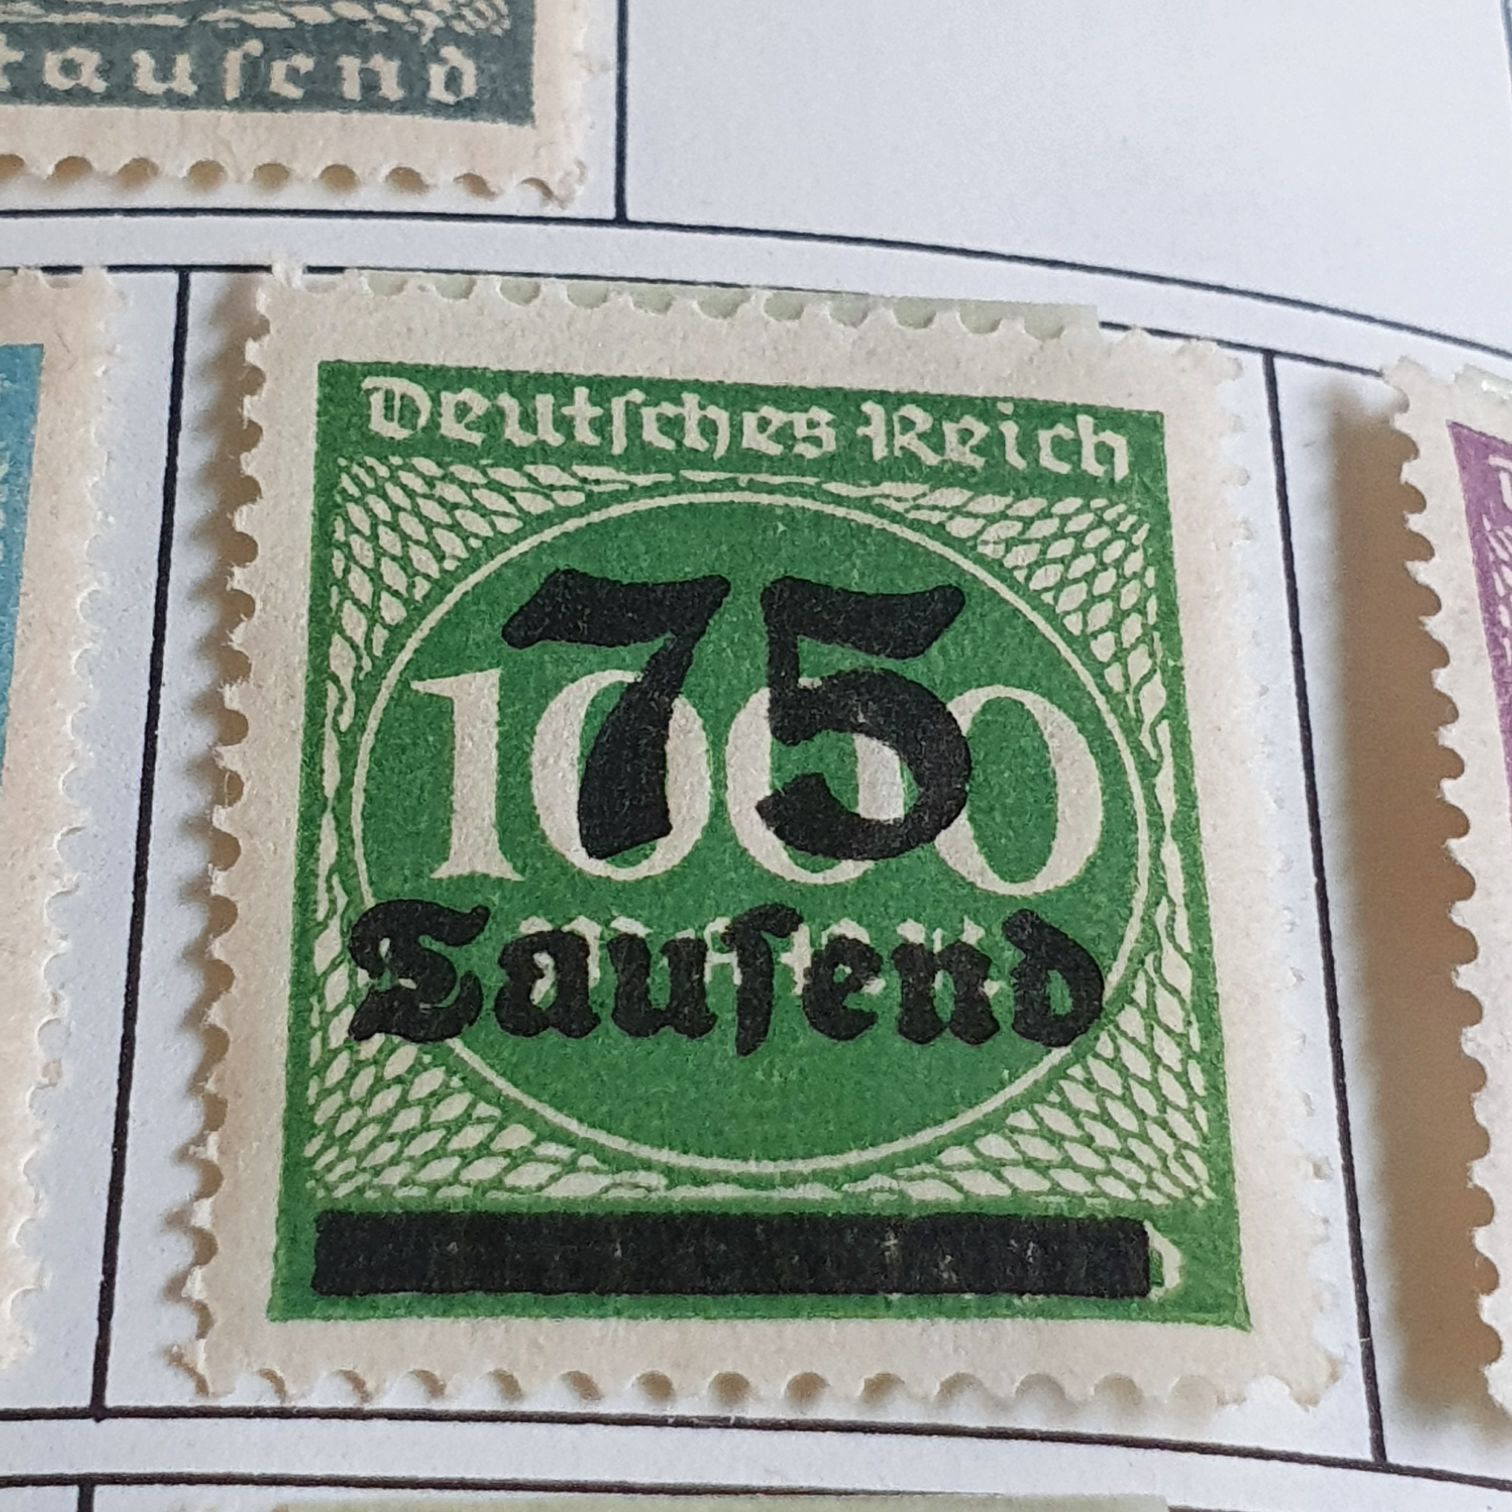 tausend
Deutsches Reich
75
1000
Tausend